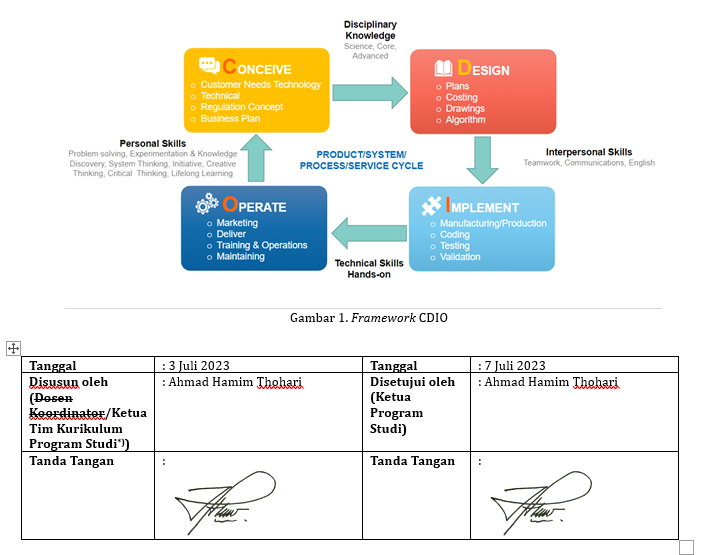 Disciplinary
Knowledge
Science, Core,
Advanced
CONCEIVE
o Customer Needs Technology
o Technical
o Regulation Concept
o Business Plan
DESIGN
o Plans
o Costing
o Drawings
o Algorithm
Personal Skills
Problem solving, Experimentation & Knowledge
Discovery, System Thinking, Initiative, Creative
Thinking, Critical Thinking, Lifelong Learning
PRODUCT/SYSTEM/
PROCESS/SERVICE CYCLE
Interpersonal Skills
Teamwork, Communications, English
OPERATE
o Marketing
o Deliver
o Training & Operations
o Maintaining
IMPLEMENT
o Manufacturing/Production
o Coding
o Testing
o Validation
Technical Skills
Hands-on
Gambar 1. Framework CDIO
Tanggal : 3 Juli 2023 Tanggal : 7 Juli 2023
Disusun oleh : Ahmad Hamim Thohari Disetujui oleh : Ahmad Hamim Thohari
(Dosen (Ketua
Koordinator/Ketua Program
Tim Kurikulum Studi)
Program Studi*))
Tanda Tangan : Tanda Tangan :